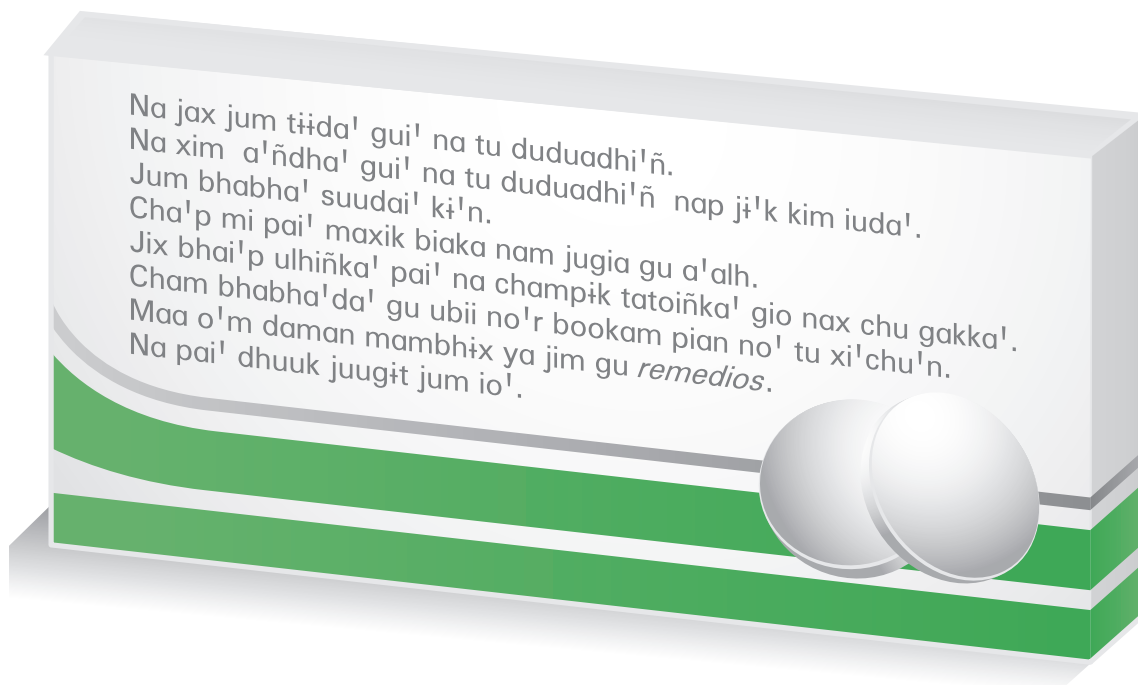 Na jax jum tɨɨdaꞌ guiꞌ na tu duduadhiꞌñ.
Na xim aꞌñdhaꞌ guiꞌ na tu duduadhiꞌñ nap jɨꞌk kim iudaꞌ.
Jum bhabhaꞌ suudaiꞌ kɨꞌn.
Chaꞌp mi paiꞌ maxik biaka nam jugia gu aꞌalh.
Jix bhaiꞌp ulhiñkaꞌ paiꞌ na champɨk tatoiñkaꞌ gio nax chu gakkaꞌ.
Cham bhabhaꞌdaꞌ gu ubii noꞌr bookam pian noꞌ tu xiꞌchuꞌn.
Maa oꞌm daman mambhɨx ya jim gu remedios.
Na paiꞌ dhuuk juugɨt jum ioꞌ.